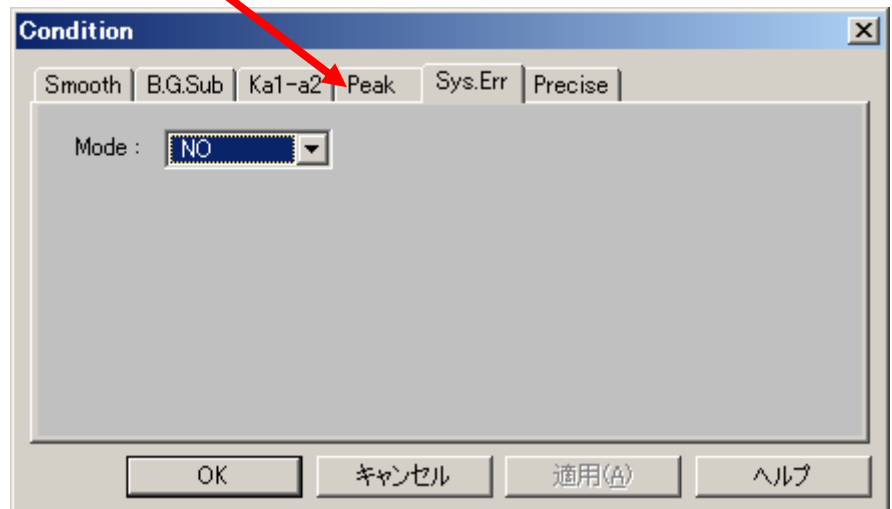 Condition
Smooth B.G.Sub Ka1-a2 Peak Sys.Err Precise
Mode : NO
OK キャンセル 適用(A) ヘルプ